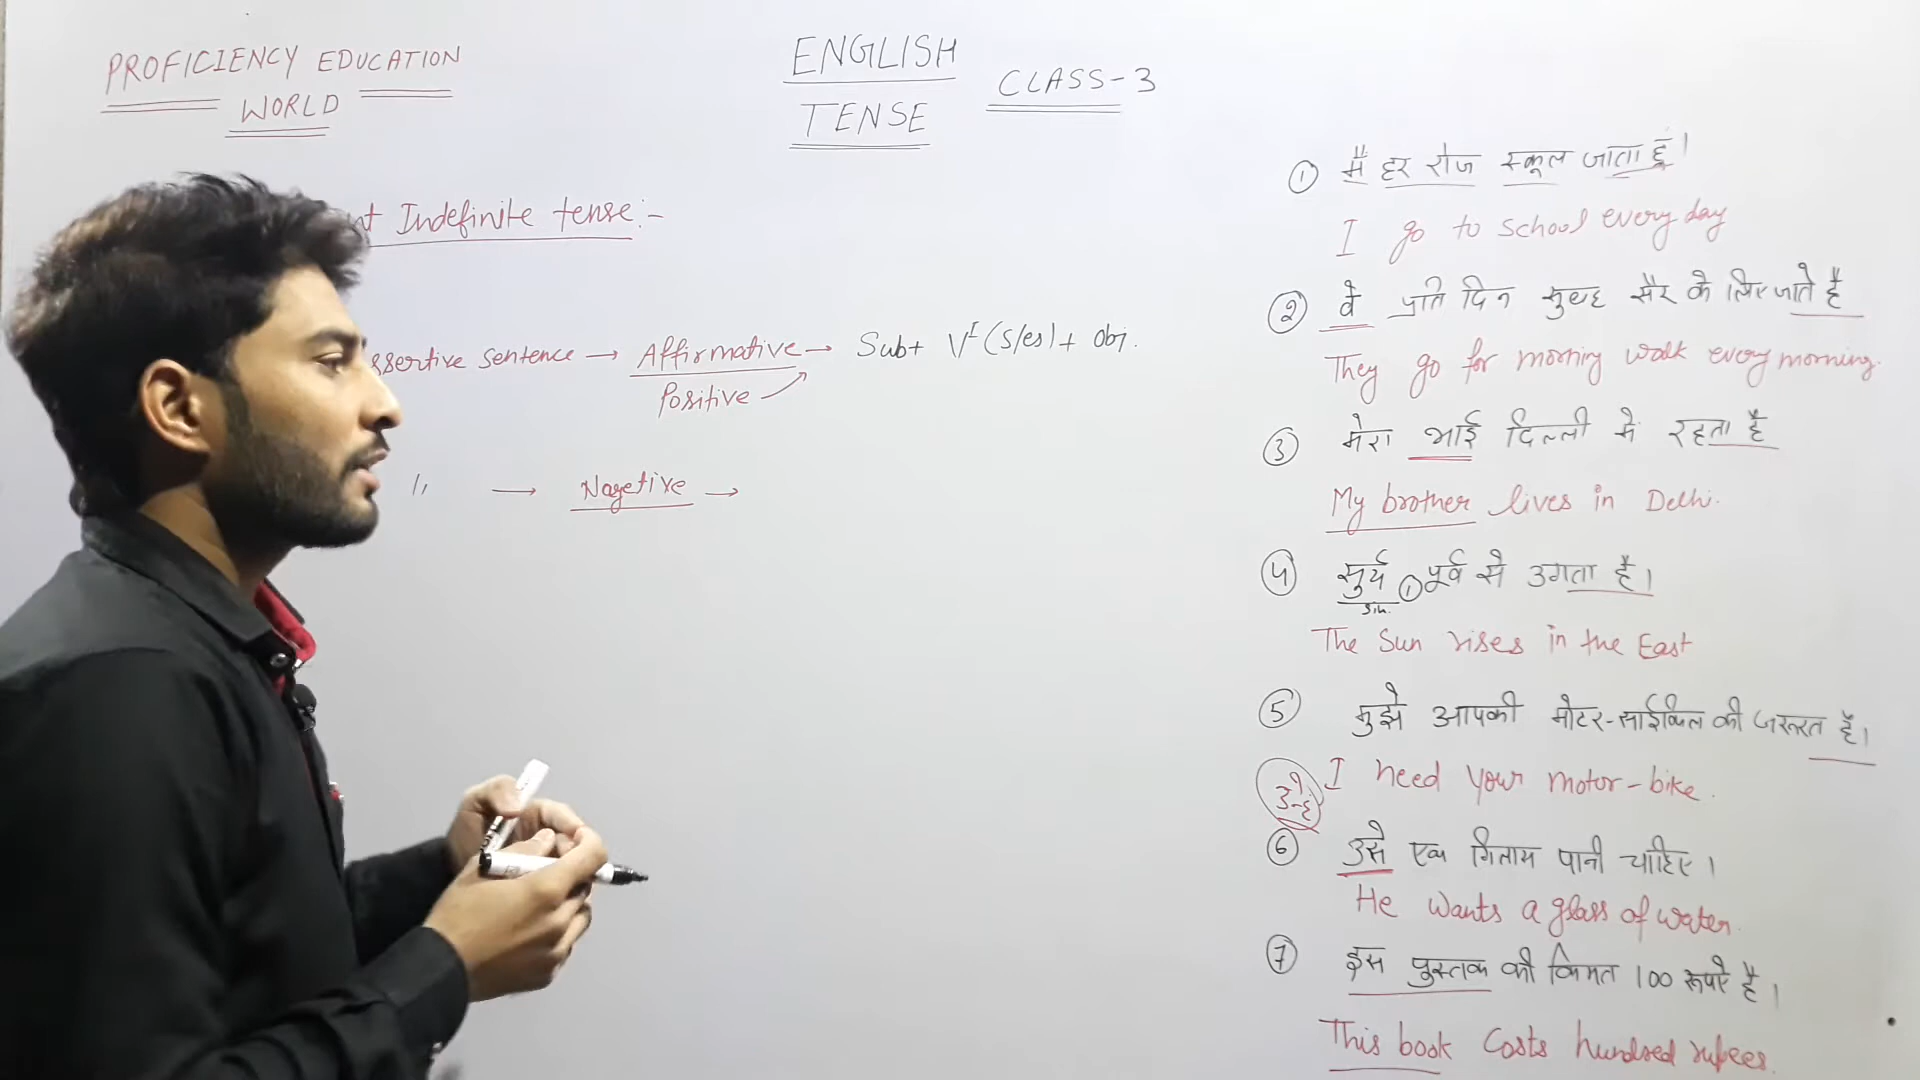 PROFICIENCY EDUCATION
WORLD
ENGLISH
TENSE
CLASS-3
nt Indefinite tense:-
ssertive sentence → Affirmative → Sub+ V^I (s/es) + Obj.
Positive
" → Nagetive →
① मैं हर रोज स्कूल जाता हूँ।
I go to school every day
② वे प्रति दिन सुबह सैर के लिए जाते हैं
They go for morning walk every morning.
③ मेरा भाई दिल्ली में रहता है
My brother lives in Delhi.
④ सुर्य ① पूर्व से उगता है।
The Sun rises in the East
⑤ मुझे आपकी मोटर-साईकिल की जरूरत है।
I need your motor-bike.
⑥ उसे एक गिलास पानी चाहिए।
He wants a glass of water.
⑦ इस पुस्तक की किमत 100 रूपए है।
This book costs hundred rupees.